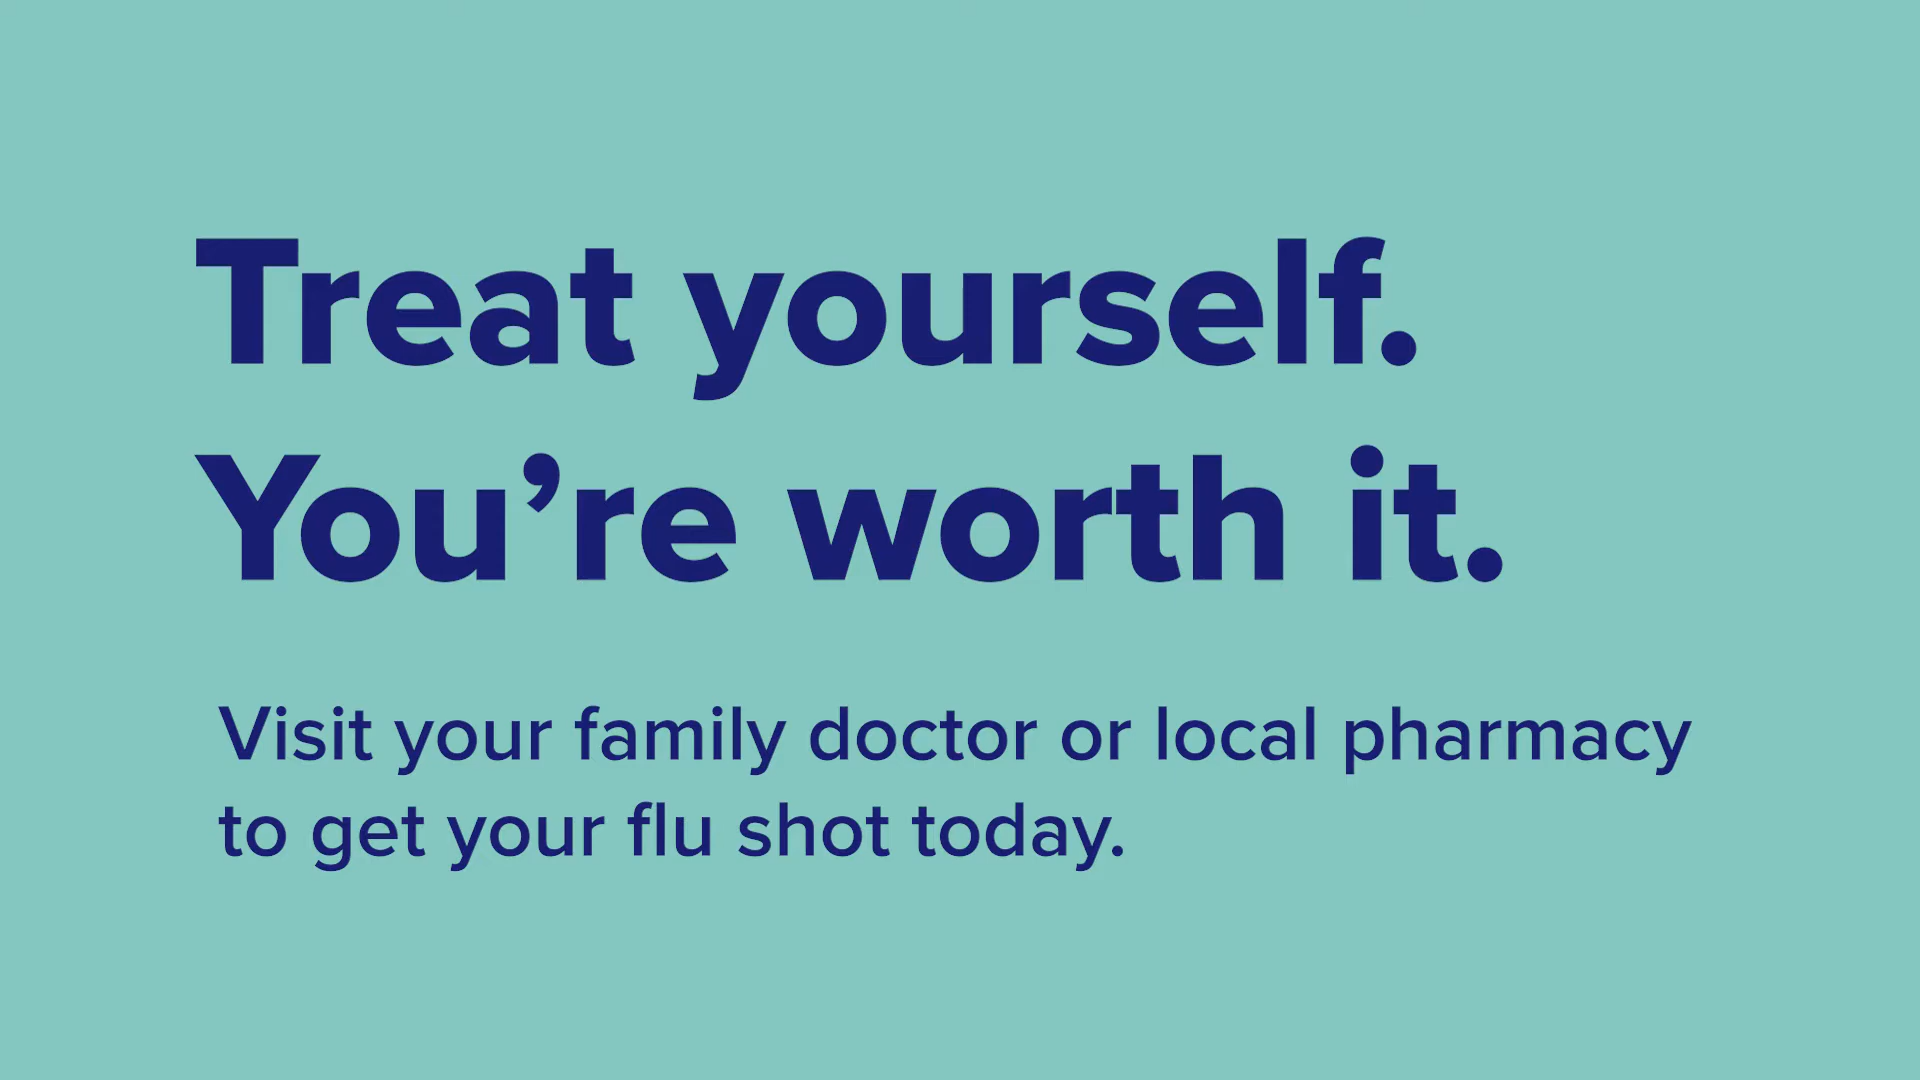 Treat yourself.
You’re worth it.
Visit your family doctor or local pharmacy
to get your flu shot today.